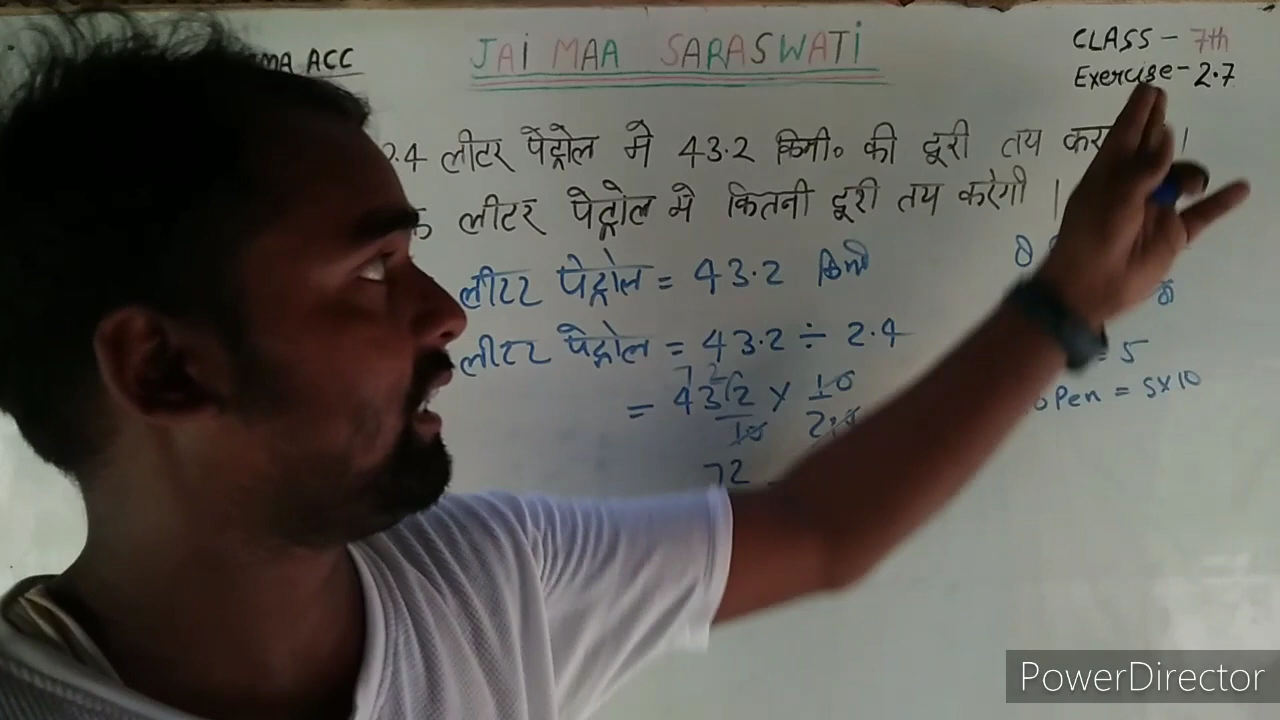 MA ACC
JAI MAA SARASWATI
CLASS - 7th
Exercise - 2.7
2.4 लीटर पेट्रोल मे 43.2 किमी० की दूरी तय कर ।
लीटर पेट्रोल मे कितनी दूरी तय करेगी ।
लीटर पेट्रोल = 43.2 किमी
लीटर पेट्रोल = 43.2 ÷ 2.4
72
= 432 × 10
10
72
= 5
Pen = 5×10
PowerDirector